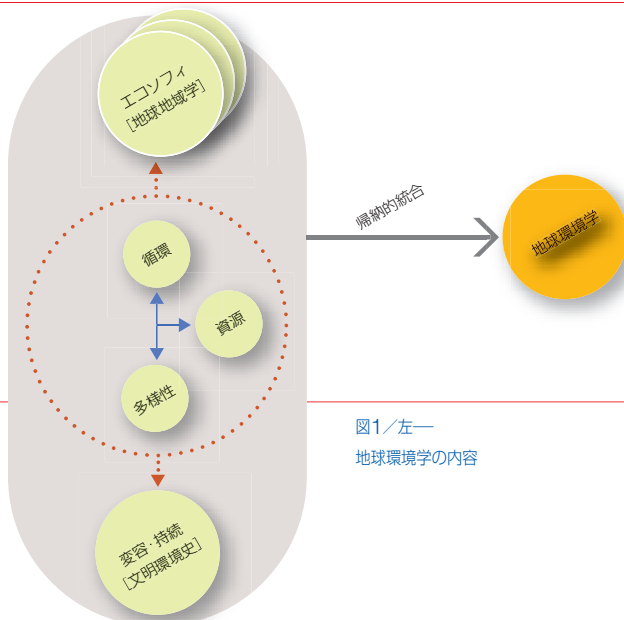 エコソフィ
［地球地域学］
循環
資源
多様性
変容・持続
［文明環境史］
帰納的統合
地球環境学
図1／左──
地球環境学の内容